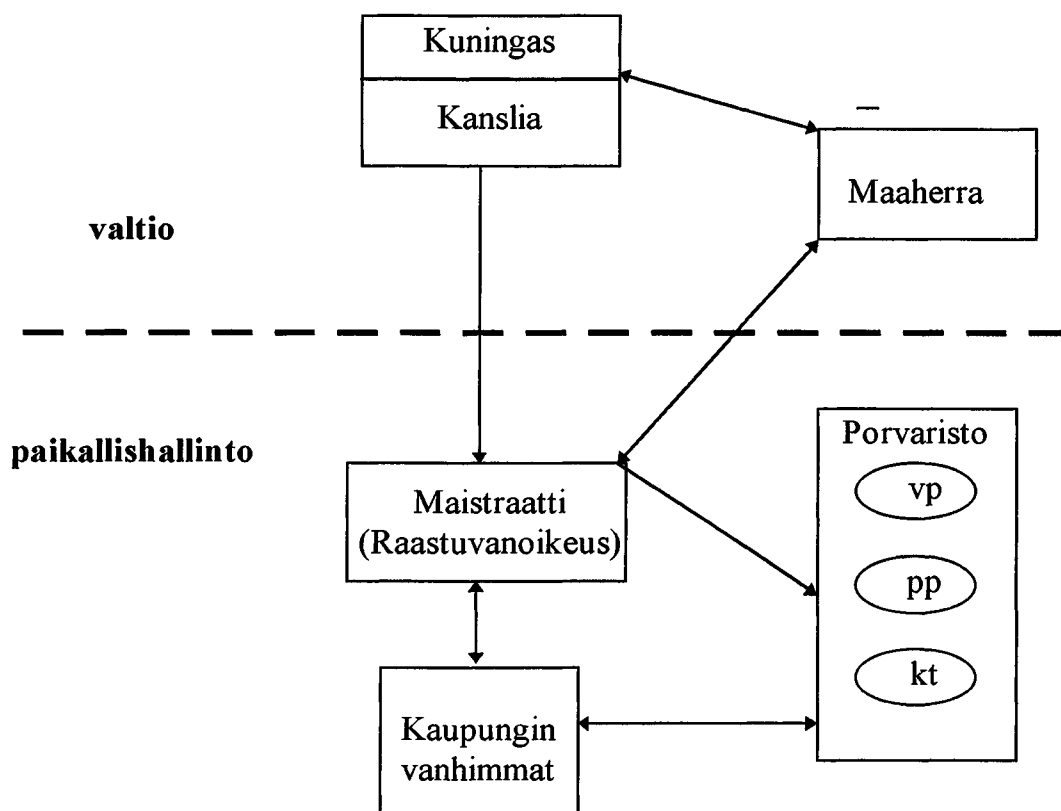 Kuningas
Kanslia
Maaherra
valtio
paikallishallinto
Porvaristo
vp
pp
kt
Maistraatti
(Raastuvanoikeus)
Kaupungin
vanhimmat